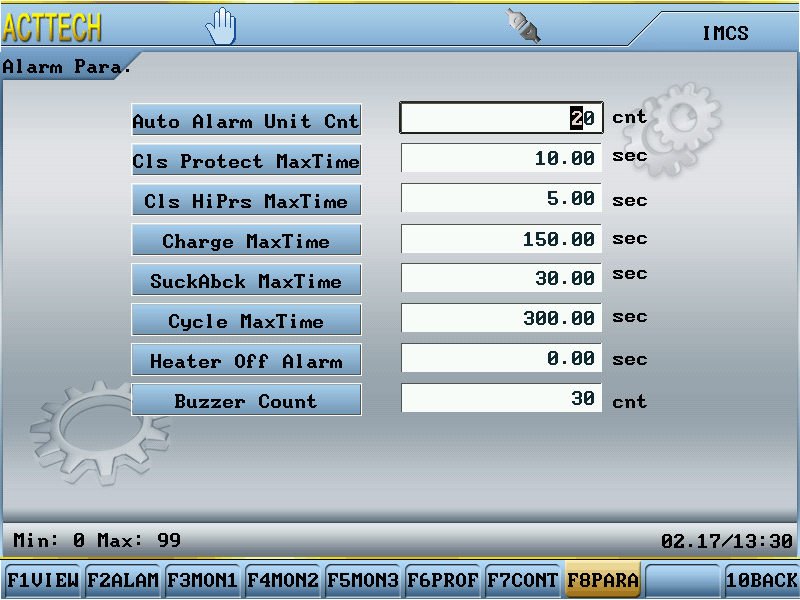 ACTTECH
IMCS
Alarm Para.
Auto Alarm Unit Cnt 20 cnt
Cls Protect MaxTime 10.00 sec
Cls HiPrs MaxTime 5.00 sec
Charge MaxTime 150.00 sec
SuckAbck MaxTime 30.00 sec
Cycle MaxTime 300.00 sec
Heater Off Alarm 0.00 sec
Buzzer Count 30 cnt
Min: 0 Max: 99 02.17/13:30
F1VIEW F2ALAM F3MON1 F4MON2 F5MON3 F6PROF F7CONT F8PARA 10BACK